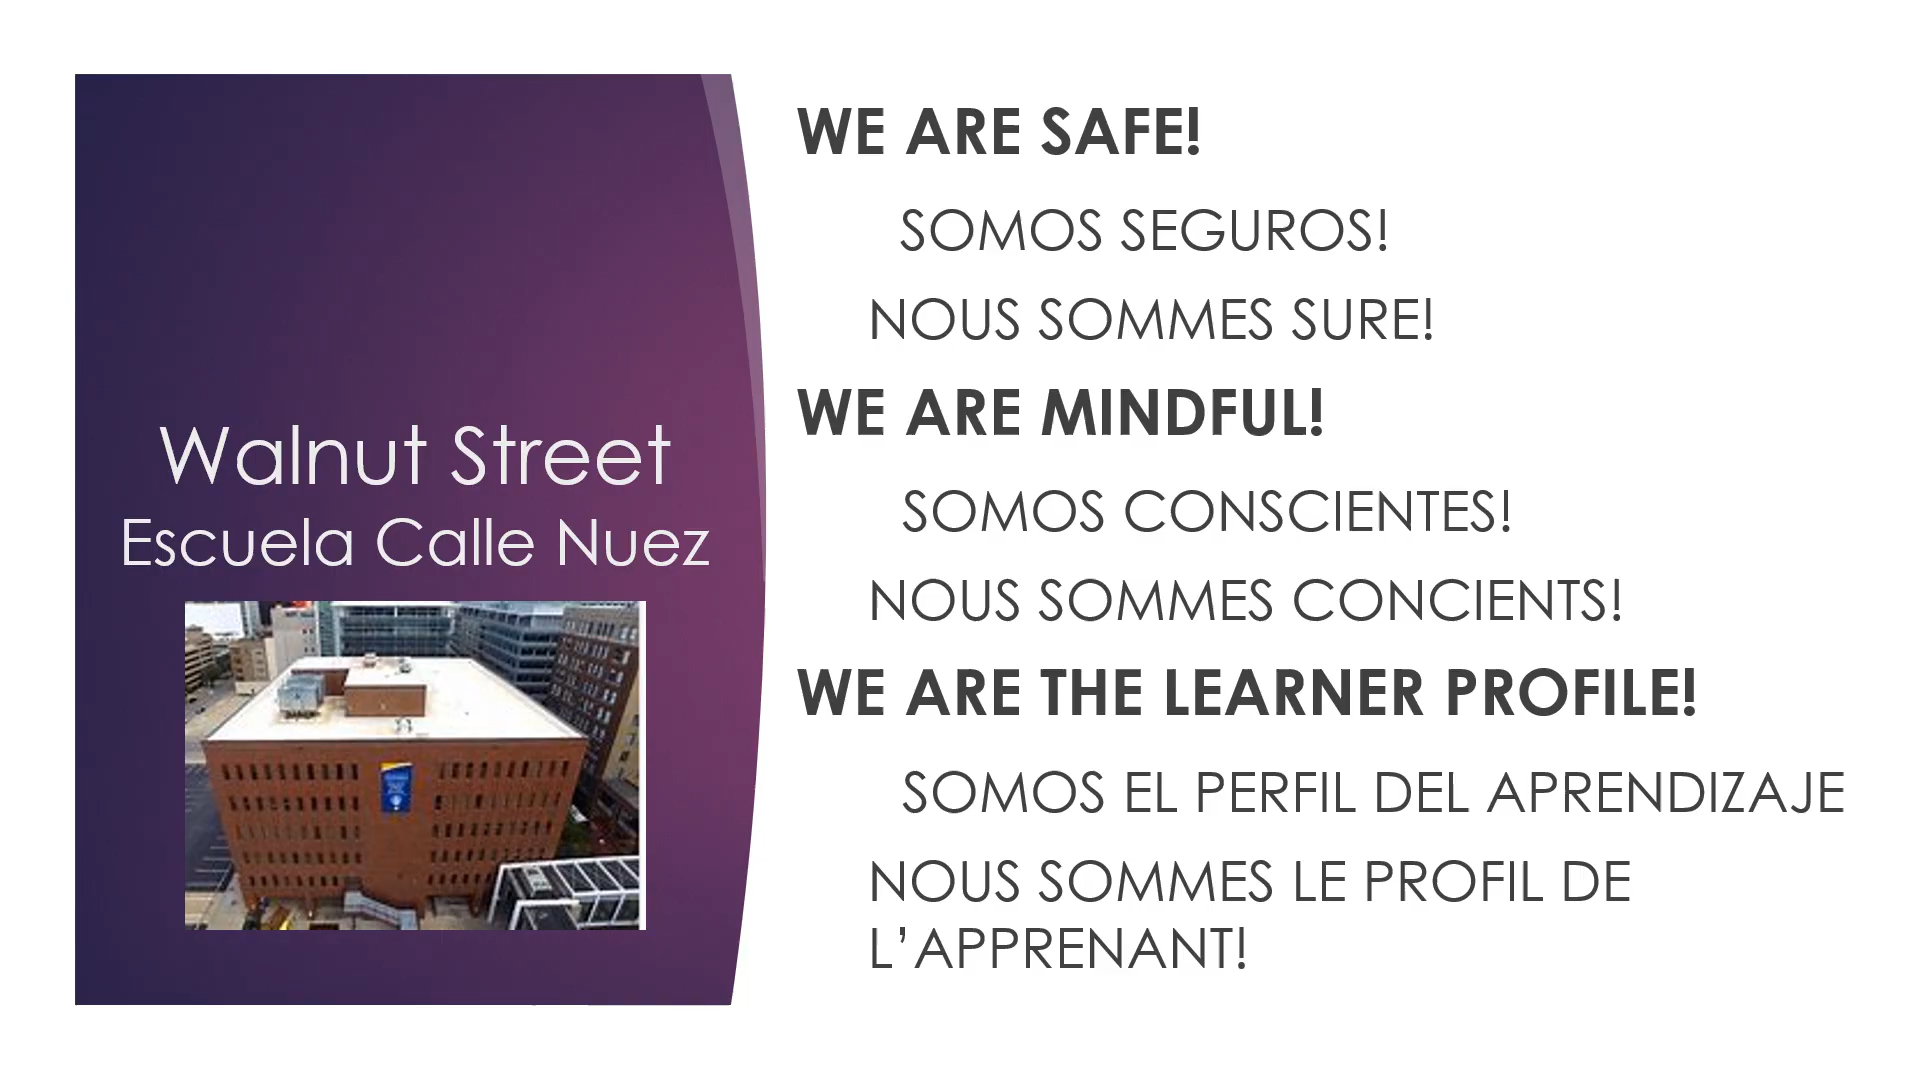 Walnut Street
Escuela Calle Nuez
WE ARE SAFE!
SOMOS SEGUROS!
NOUS SOMMES SURE!
WE ARE MINDFUL!
SOMOS CONSCIENTES!
NOUS SOMMES CONCIENTS!
WE ARE THE LEARNER PROFILE!
SOMOS EL PERFIL DEL APRENDIZAJE
NOUS SOMMES LE PROFIL DE
L’APPRENANT!